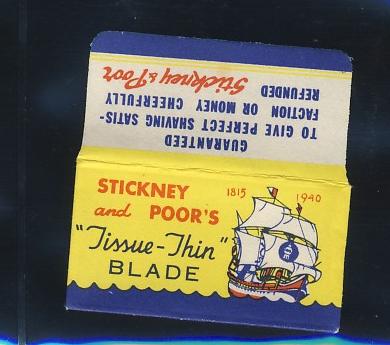 GUARANTEED
TO GIVE PERFECT SHAVING SATIS-
FACTION OR MONEY CHEERFULLY
REFUNDED
Stickney & Poor
STICKNEY
and POOR'S
"Tissue-Thin"
BLADE
1815 1940